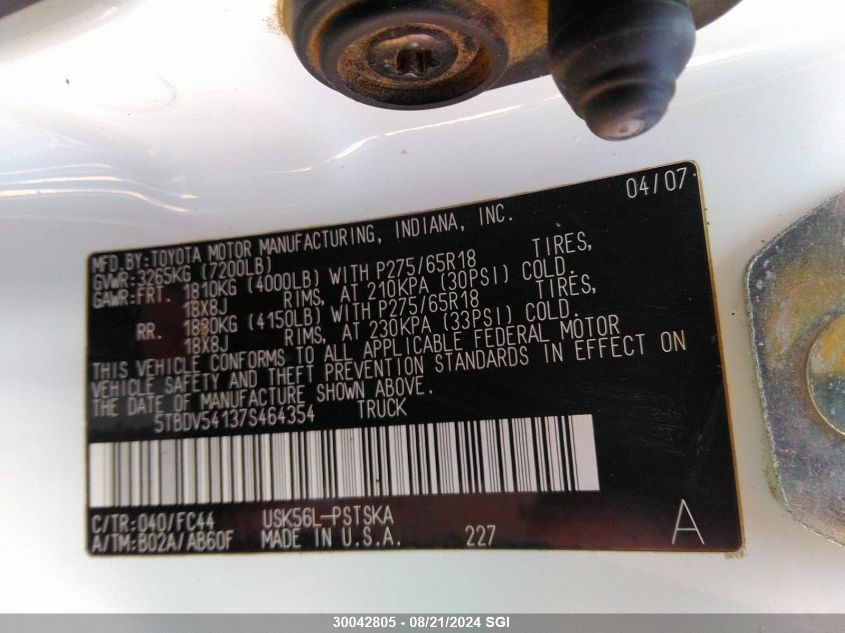 04/07
MFD.BY:TOYOTA MOTOR MANUFACTURING, INDIANA, INC.
GVWR:3265KG (7200LB)
GAWR:FRT. 1810KG (4000LB) WITH P275/65R18 TIRES,
18X8J RIMS, AT 210KPA (30PSI) COLD.
RR. 1880KG (4150LB) WITH P275/65R18 TIRES,
18X8J RIMS, AT 230KPA (33PSI) COLD.
THIS VEHICLE CONFORMS TO ALL APPLICABLE FEDERAL MOTOR
VEHICLE SAFETY AND THEFT PREVENTION STANDARDS IN EFFECT ON
THE DATE OF MANUFACTURE SHOWN ABOVE.
5TBDV54137S464354 TRUCK
C/TR:040/FC44 USK56L-PSTSKA
A/TM:B02A/AB60F MADE IN U.S.A. 227 A
30042805 - 08/21/2024 SGI